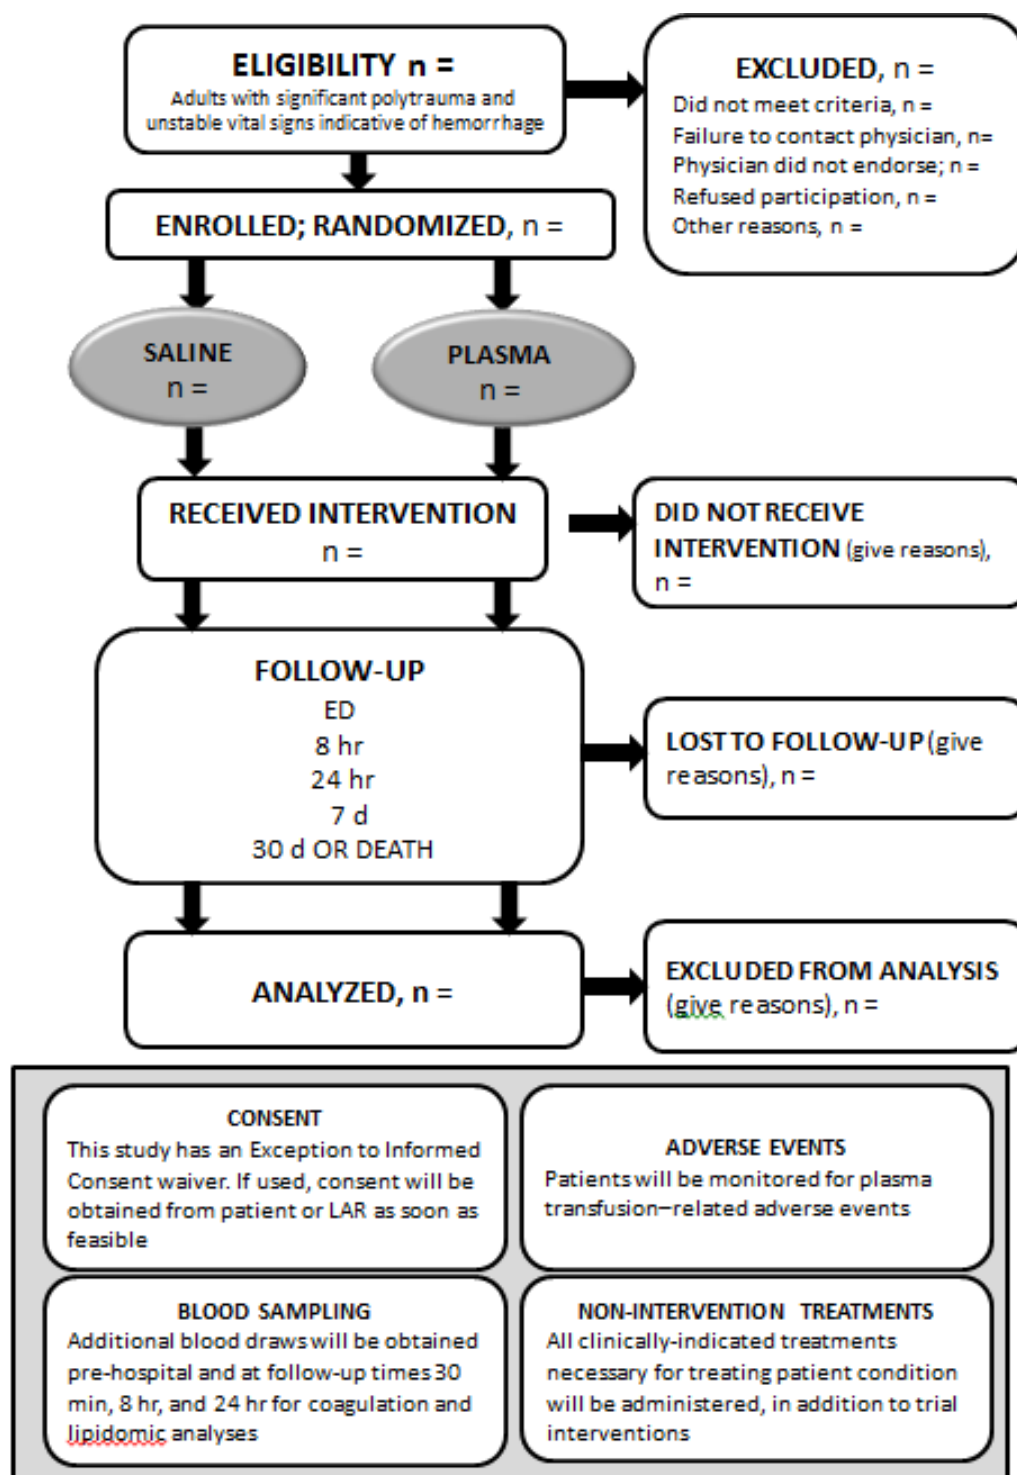 ELIGIBILITY n =
Adults with significant polytrauma and
unstable vital signs indicative of hemorrhage
EXCLUDED, n =
Did not meet criteria, n =
Failure to contact physician, n=
Physician did not endorse; n =
Refused participation, n =
Other reasons, n =
ENROLLED; RANDOMIZED, n =
SALINE
n =
PLASMA
n =
RECEIVED INTERVENTION
n =
DID NOT RECEIVE
INTERVENTION (give reasons),
n =
FOLLOW-UP
ED
8 hr
24 hr
7 d
30 d OR DEATH
LOST TO FOLLOW-UP (give
reasons), n =
ANALYZED, n =
EXCLUDED FROM ANALYSIS
(give reasons), n =
CONSENT
This study has an Exception to Informed
Consent waiver. If used, consent will be
obtained from patient or LAR as soon as
feasible
ADVERSE EVENTS
Patients will be monitored for plasma
transfusion–related adverse events
BLOOD SAMPLING
Additional blood draws will be obtained
pre-hospital and at follow-up times 30
min, 8 hr, and 24 hr for coagulation and
lipidomic analyses
NON-INTERVENTION TREATMENTS
All clinically-indicated treatments
necessary for treating patient condition
will be administered, in addition to trial
interventions